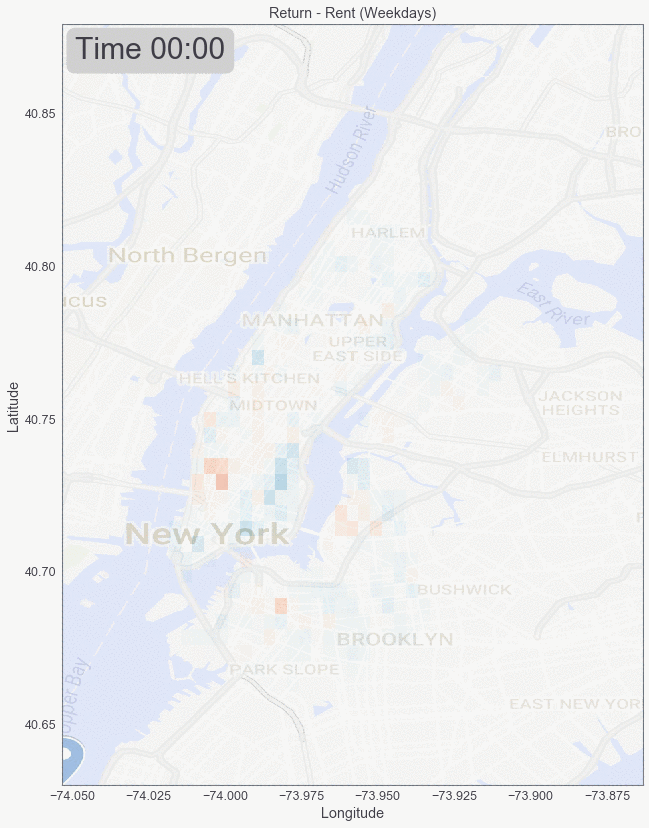 Return - Rent (Weekdays)
Time 00:00
40.85
BRO
Hudson River
HARLEM
North Bergen
40.80
East River
ucus
MANHATTAN
UPPER
EAST SIDE
HELL'S KITCHEN
MIDTOWN
JACKSON
HEIGHTS
40.75
Latitude
ELMHURST
New York
40.70
BUSHWICK
BROOKLYN
PARK SLOPE
pper Bay
EAST NEW YOR
40.65
−74.050 −74.025 −74.000 −73.975 −73.950 −73.925 −73.900 −73.875
Longitude